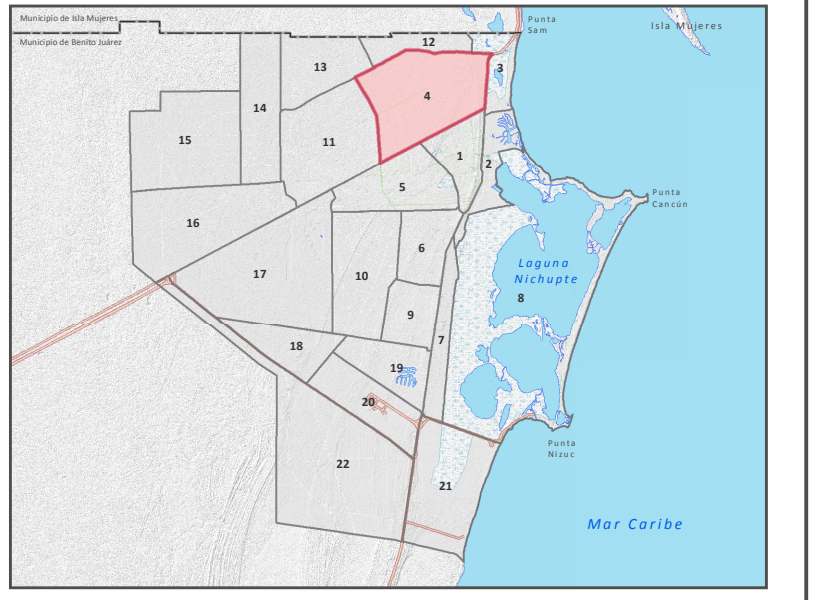 Municipio de Isla Mujeres
Punta
Sam
Isla Mujeres
Municipio de Benito Juárez
12
13
3
4
14
15
11
1
2
5
Punta
Cancún
16
6
Laguna
Nichupte
17
10
8
9
7
18
19
20
Punta
Nizuc
22
21
Mar Caribe